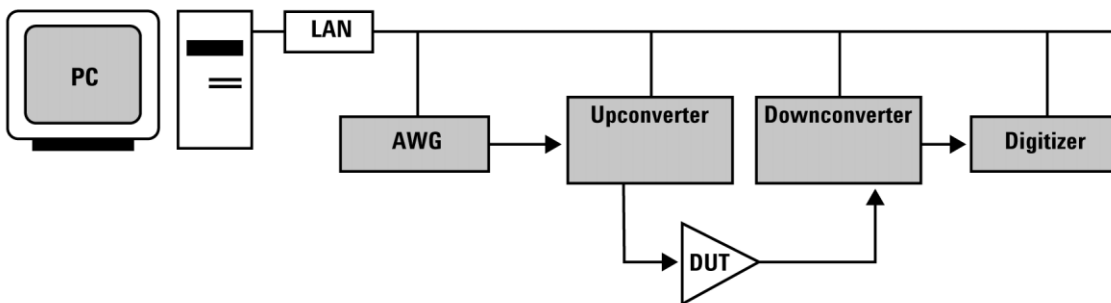 LAN
PC
Upconverter
Downconverter
AWG
Digitizer
DUT